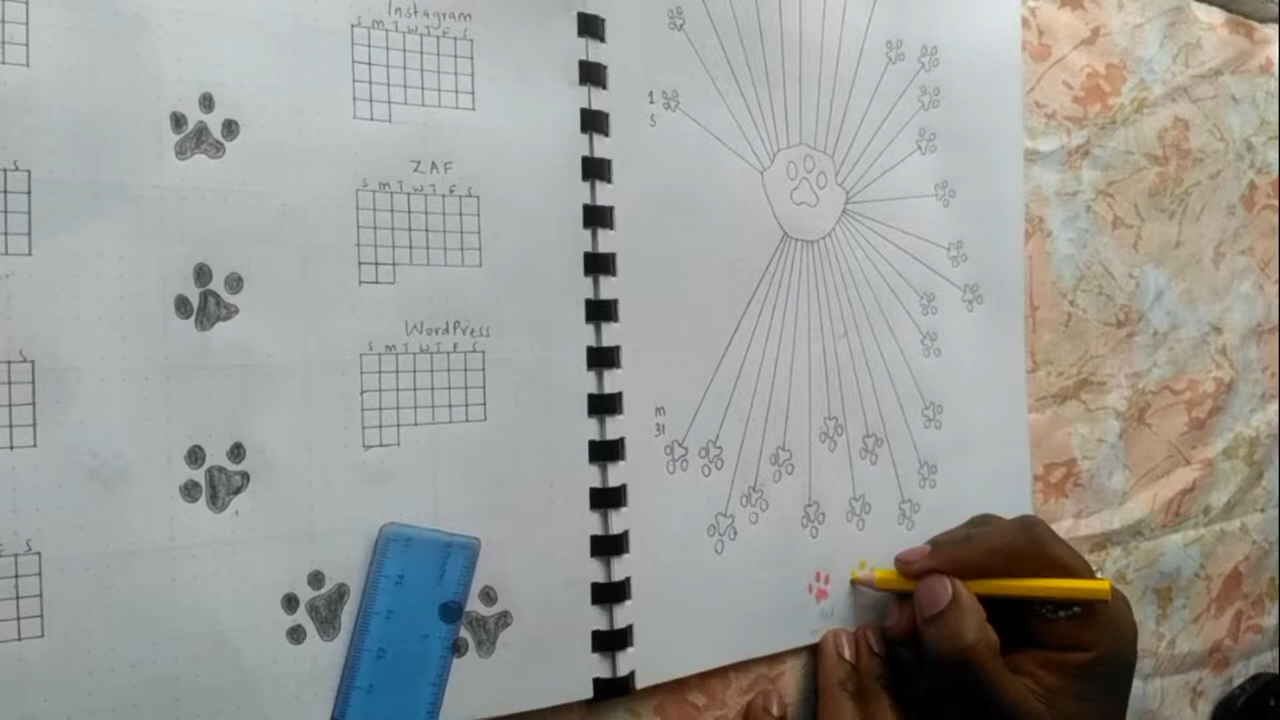 Instagram
S M T W T F S
ZAF
S M T W T F S
WordPress
S M T W T F S
S
S
S S
1
S
M
31